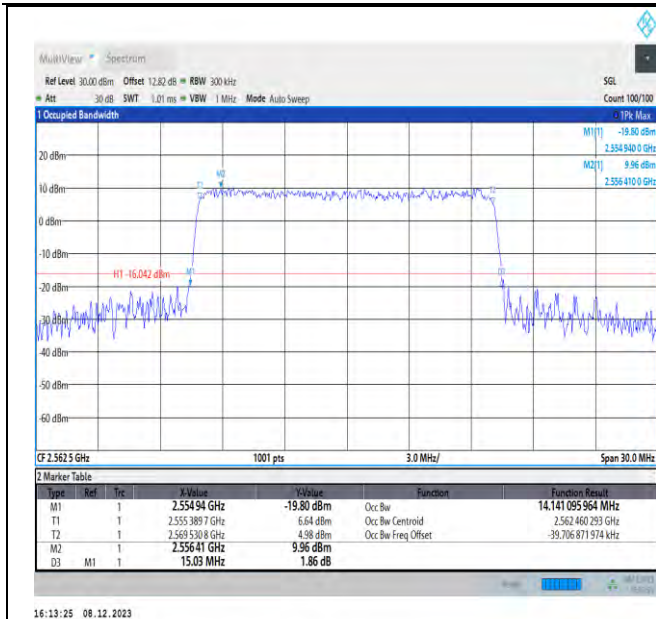 MultiView Spectrum
Ref Level 30.00 dBm Offset 12.82 dB RBW 300 kHz SGL
Att 30 dB SWT 1.01 ms VBW 1 MHz Mode Auto Sweep Count 100/100
1 Occupied Bandwidth 1Pk Max
M1[1] -19.80 dBm
2.554 940 0 GHz
M2[1] 9.96 dBm
2.556 410 0 GHz
20 dBm
M2
T1
T2
10 dBm
0 dBm
-10 dBm
H1 -16.042 dBm
M1
D3
-20 dBm
-30 dBm
-40 dBm
-50 dBm
-60 dBm
CF 2.562 5 GHz 1001 pts 3.0 MHz/ Span 30.0 MHz
2 Marker Table
Type Ref Trc X-Value Y-Value Function Function Result
M1 1 2.554 94 GHz -19.80 dBm Occ Bw 14.141 095 964 MHz
T1 1 2.555 389 7 GHz 6.64 dBm Occ Bw Centroid 2.562 460 293 GHz
T2 1 2.569 530 8 GHz 4.98 dBm Occ Bw Freq Offset -39.706 871 974 kHz
M2 1 2.556 41 GHz 9.96 dBm
D3 M1 1 15.03 MHz 1.86 dB
16:13:25 08.12.2023